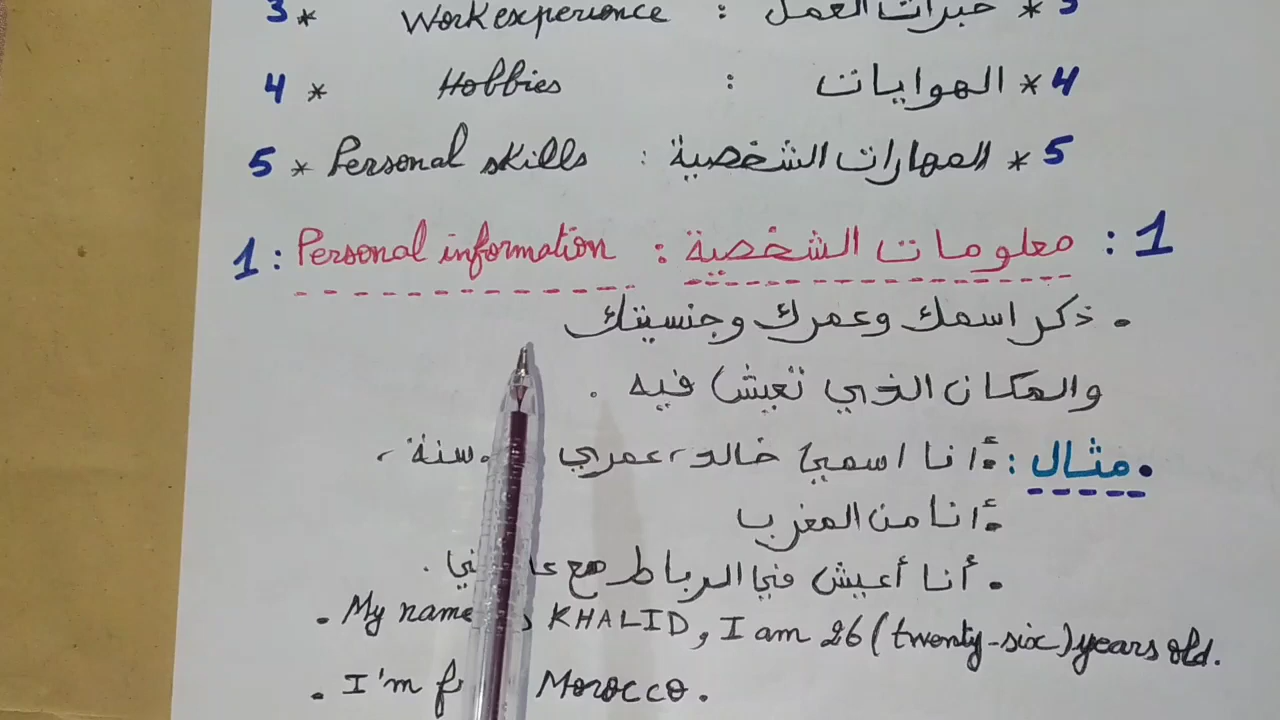 3 * Work experience : خبرات العمل * 3
4 * Hobbies : الهوايات * 4
5 * Personal skills : المهارات الشخصية * 5
1 : Personal information : معلومات الشخصية : 1
• ذكر اسمك وعمرك وجنسيتك
والمكان الذي تعيش فيه .
• مثال : أنا اسمي خالد، عمري سنة ،
• أنا من المغرب
• أنا أعيش في الرباط مع
• My name KHALID, I am 26 (twenty-six) years old.
• I'm Morocco.